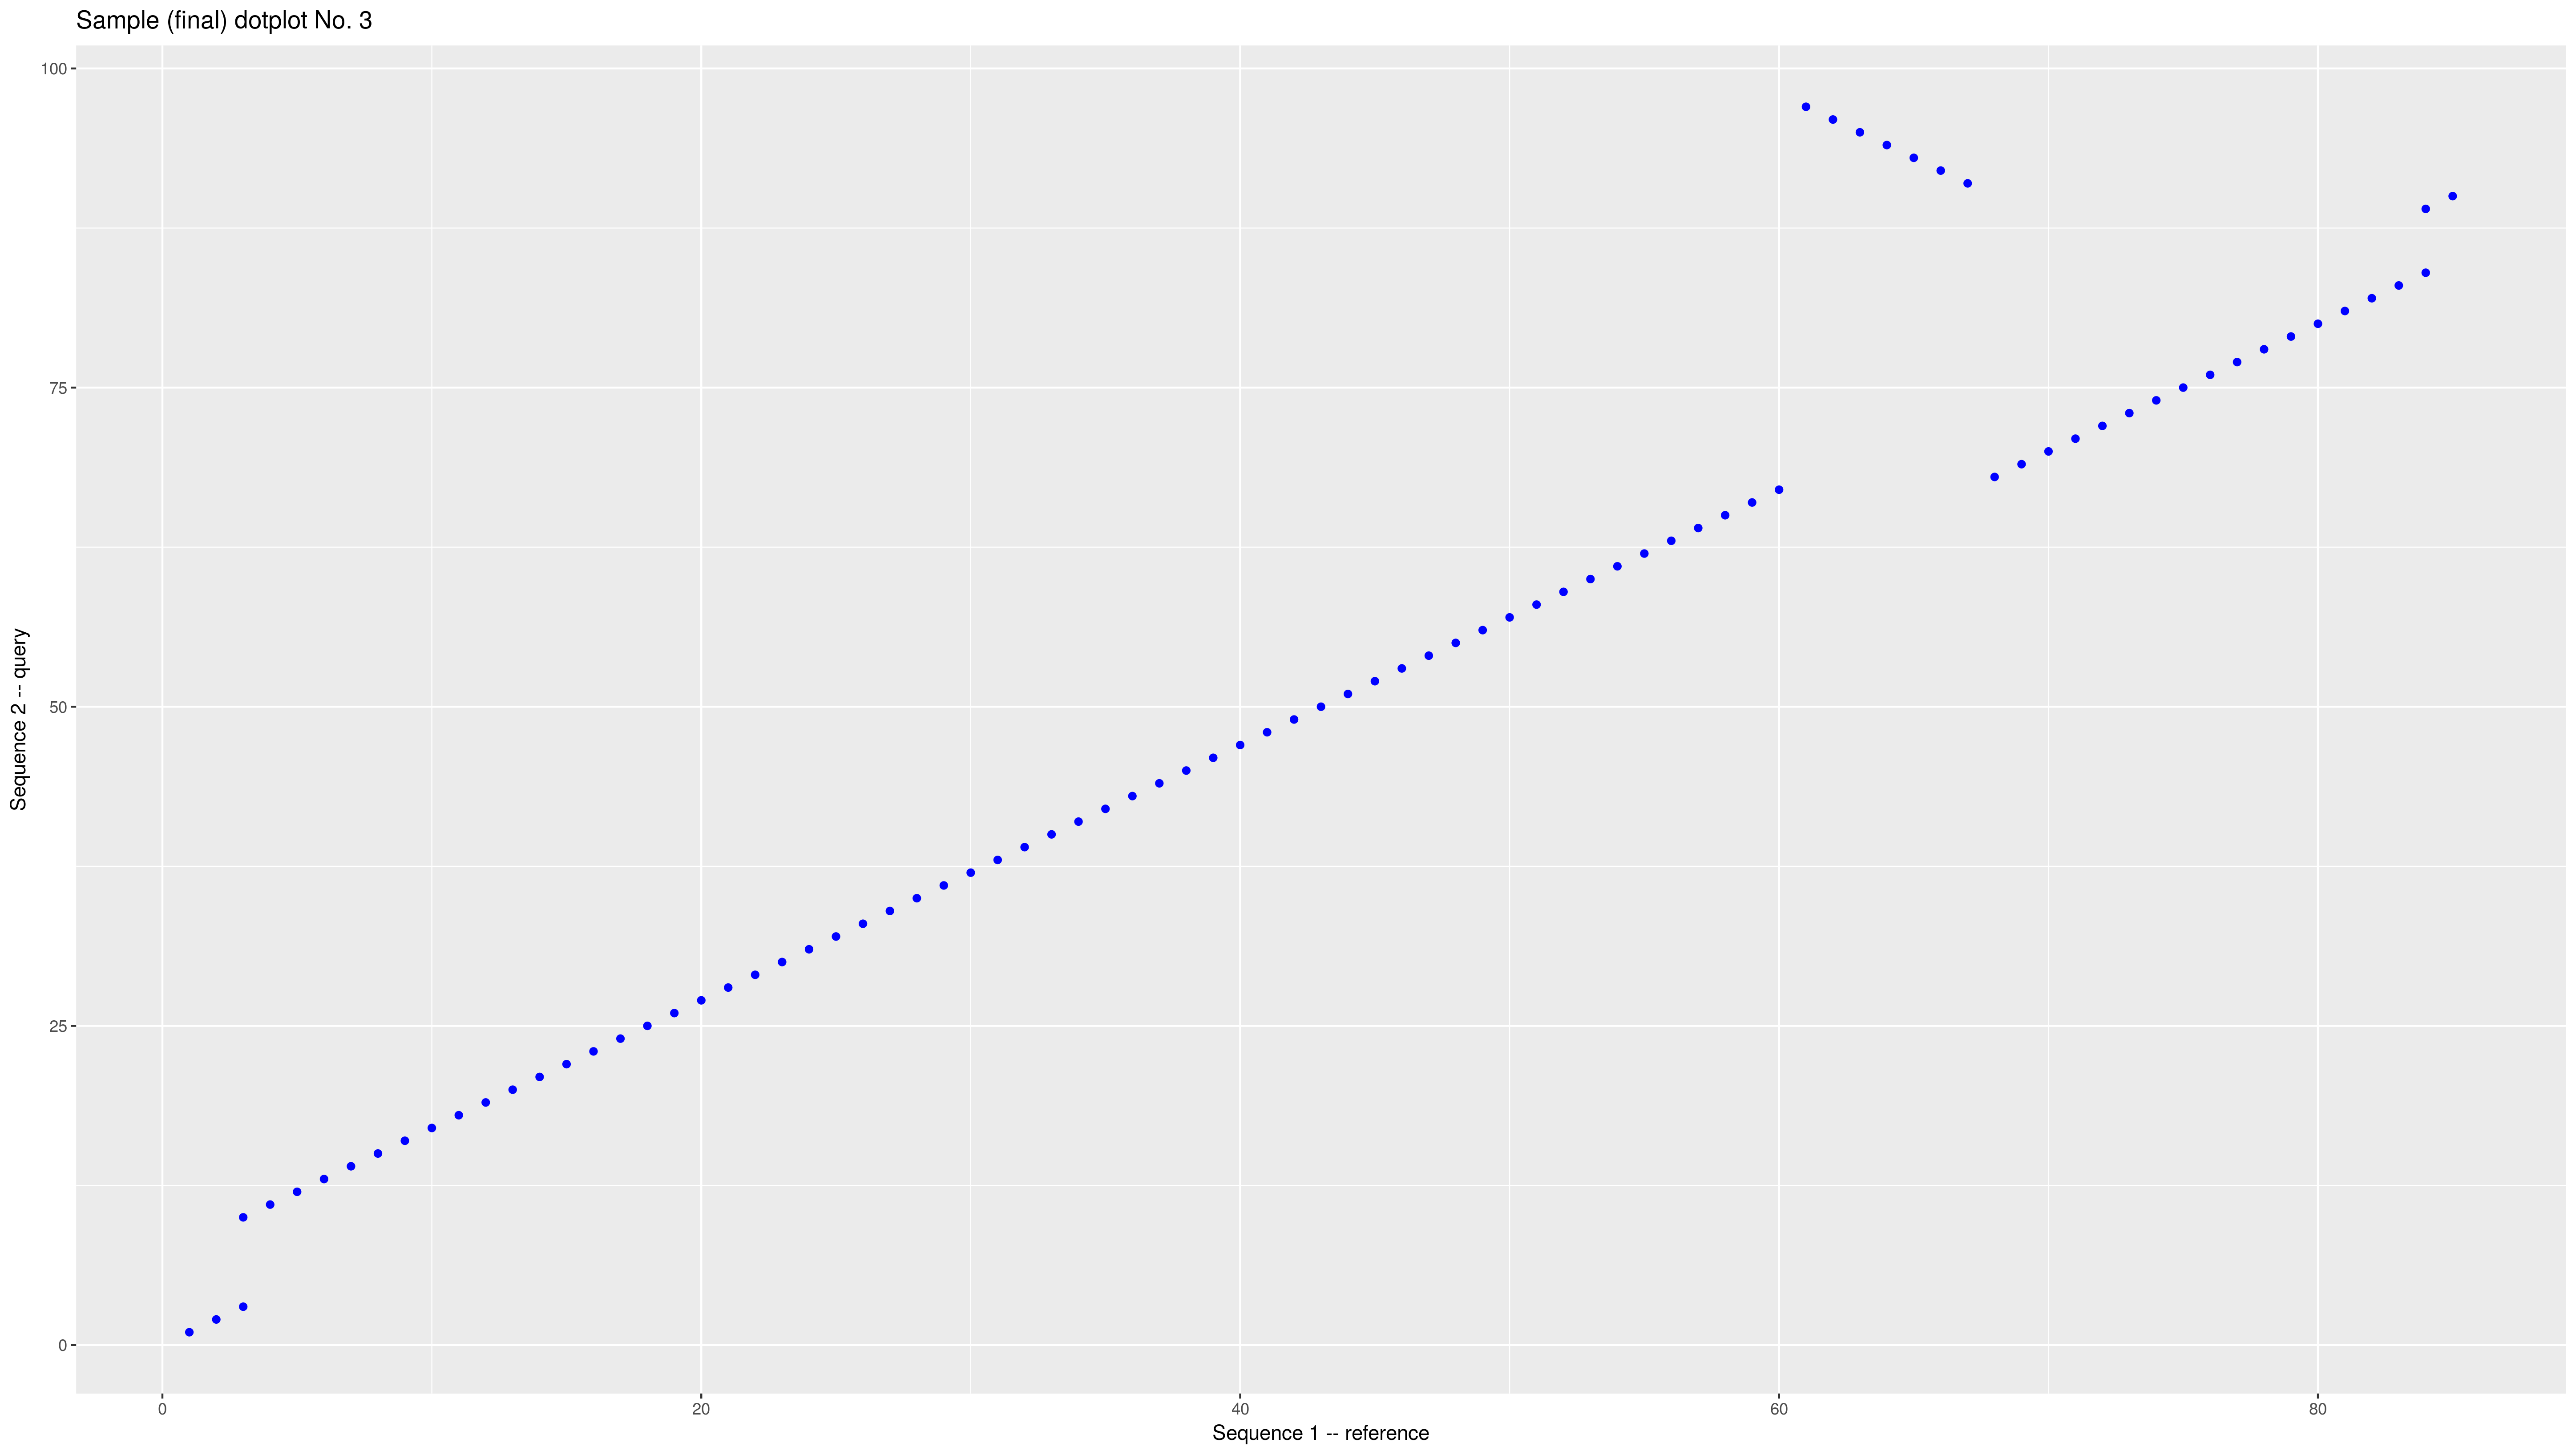 Sample (final) dotplot No. 3
100
75
50
25
0
Sequence 2 -- query
0 20 40 60 80
Sequence 1 -- reference